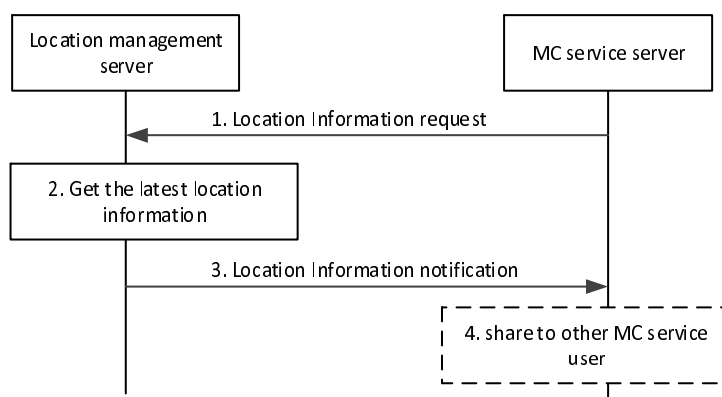 Location management
server
MC service server
1. Location Information request
2. Get the latest location
information
3. Location Information notification
4. share to other MC service
user